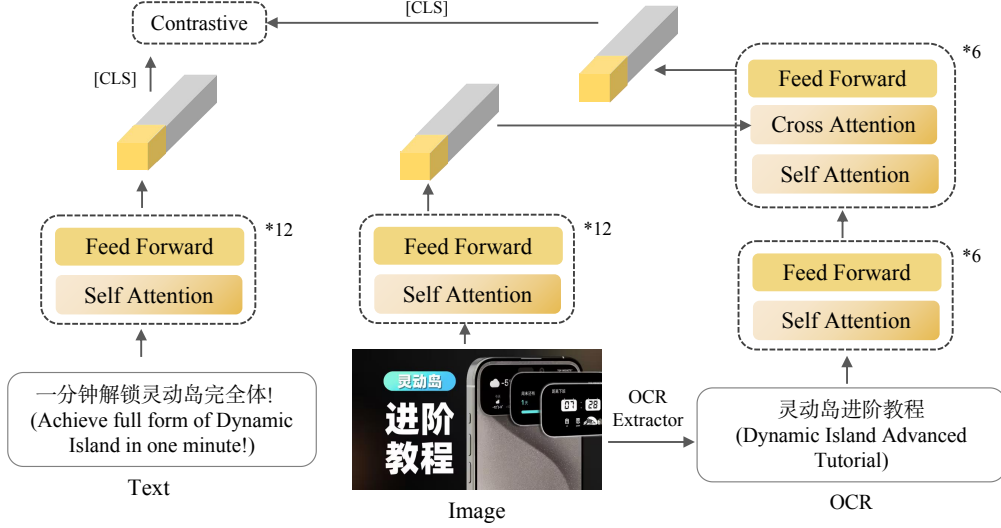 Contrastive
[CLS]
[CLS]
*6
Feed Forward
Cross Attention
Self Attention
*12
Feed Forward
Self Attention
*12
Feed Forward
Self Attention
*6
Feed Forward
Self Attention
一分钟解锁灵动岛完全体!
(Achieve full form of Dynamic
Island in one minute!)
Text
灵动岛
进阶
教程
07 : 28
Image
OCR
Extractor
灵动岛进阶教程
(Dynamic Island Advanced
Tutorial)
OCR